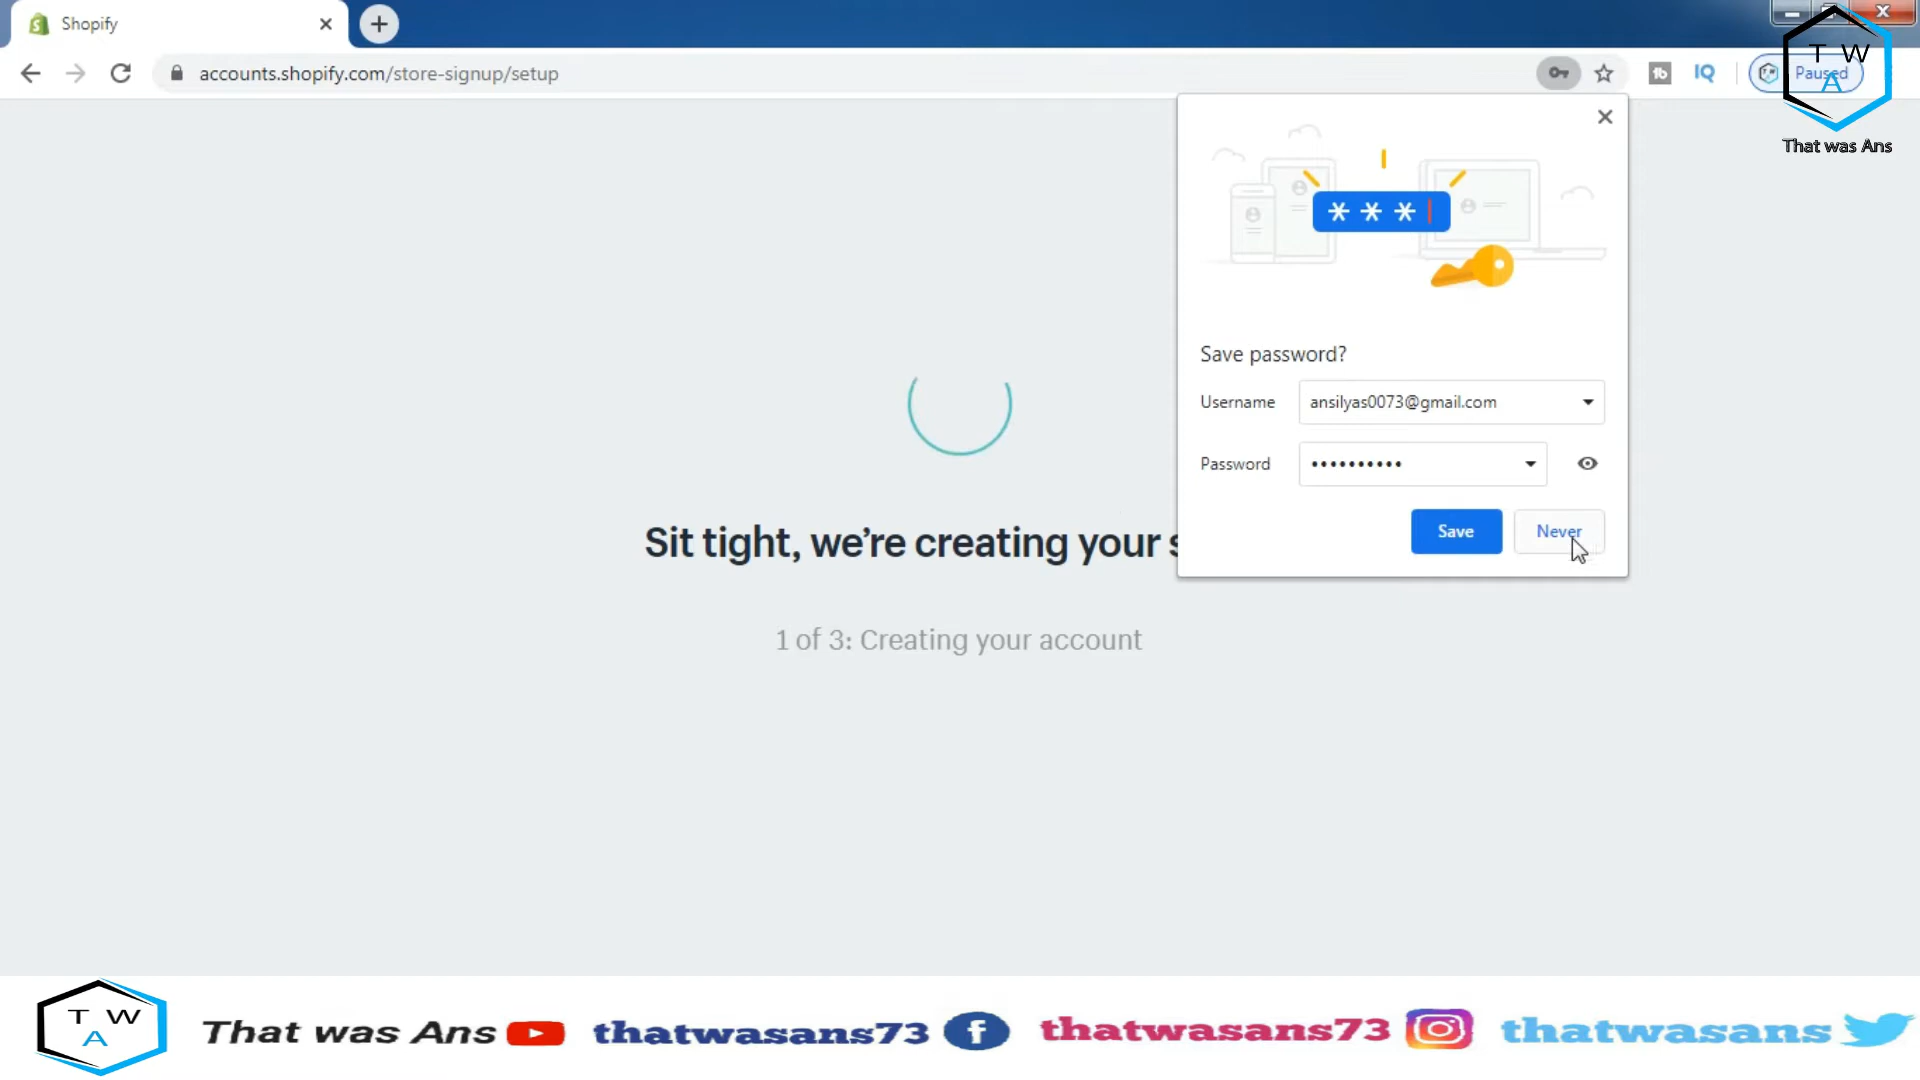 Shopify
accounts.shopify.com/store-signup/setup
IQ
Paused
T W
A
That was Ans
* * *
Save password?
Username
ansilyas0073@gmail.com
Password
••••••••••
Save
Never
Sit tight, we're creating your s
1 of 3: Creating your account
T W
A
That was Ans
thatwasans73
thatwasans73
thatwasans